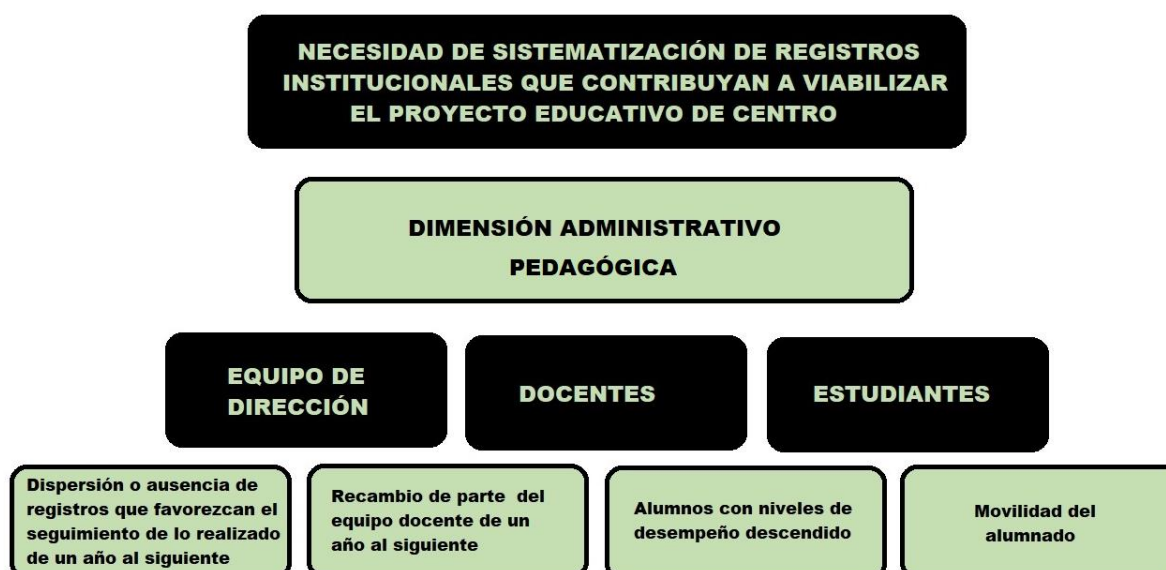 NECESIDAD DE SISTEMATIZACIÓN DE REGISTROS
INSTITUCIONALES QUE CONTRIBUYAN A VIABILIZAR
EL PROYECTO EDUCATIVO DE CENTRO
DIMENSIÓN ADMINISTRATIVO
PEDAGÓGICA
EQUIPO DE
DIRECCIÓN
DOCENTES
ESTUDIANTES
Dispersión o ausencia de
registros que favorezcan el
seguimiento de lo realizado
de un año al siguiente
Recambio de parte del
equipo docente de un
año al siguiente
Alumnos con niveles de
desempeño descendido
Movilidad del
alumnado